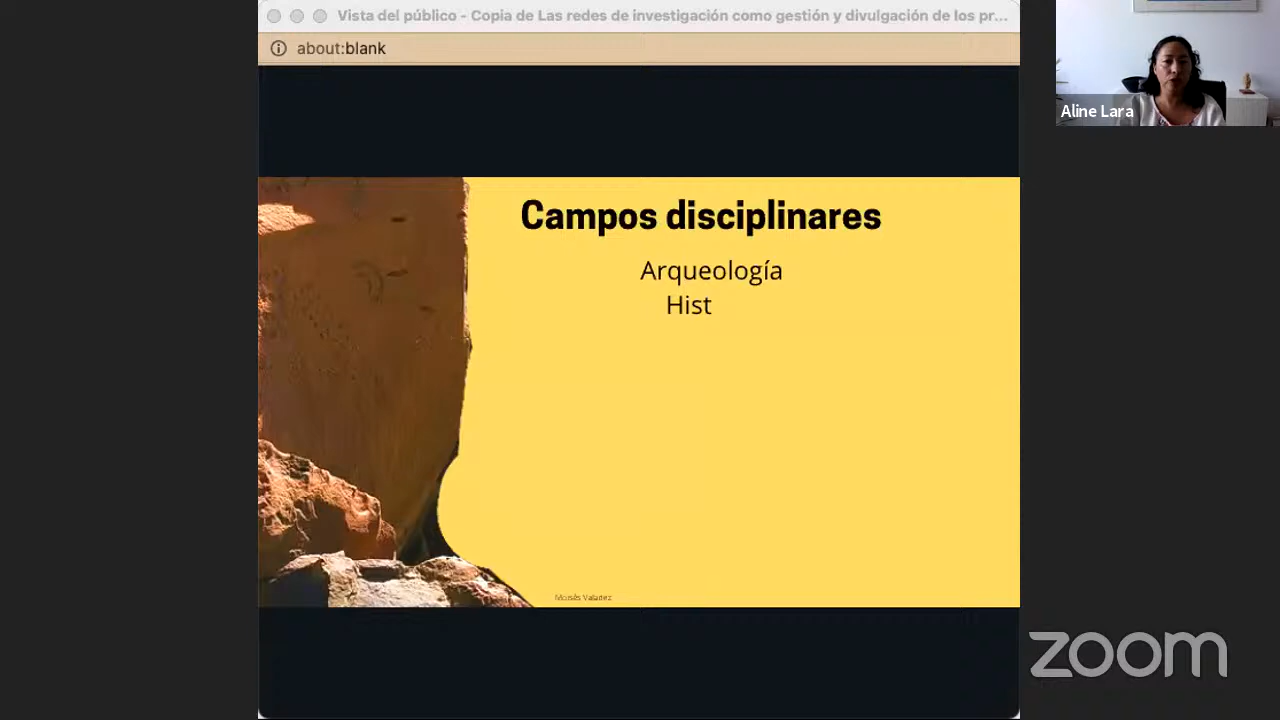 Vista del público - Copia de Las redes de investigación como gestión y divulgación de los pr...
about:blank
Aline Lara
Campos disciplinares
Arqueología
Hist
Moisés Valadez
zoom